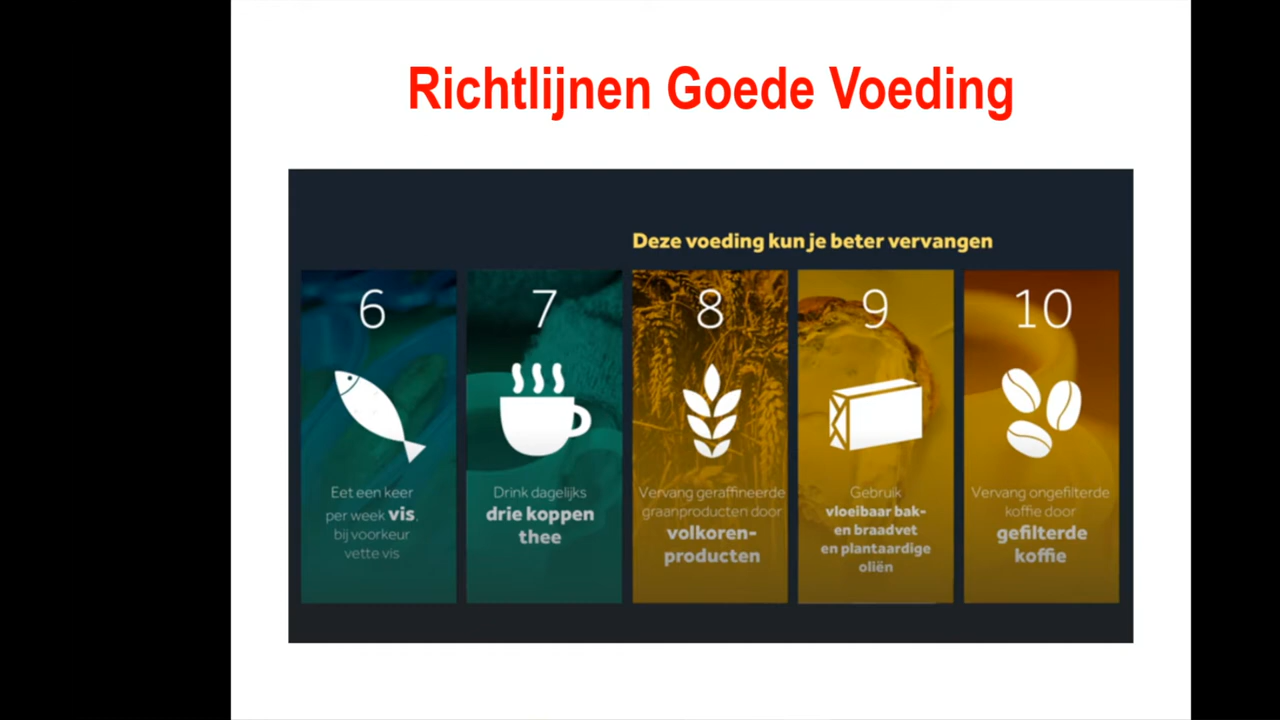 Richtlijnen Goede Voeding
Deze voeding kun je beter vervangen
6
Eet een keer
per week vis,
bij voorkeur
vette vis
7
Drink dagelijks
drie koppen
thee
8
Vervang geraffineerde
graanproducten door
volkoren-
producten
9
Gebruik
vloeibaar bak-
en braadvet
en plantaardige
oliën
10
Vervang ongefilterde
koffie door
gefilterde
koffie